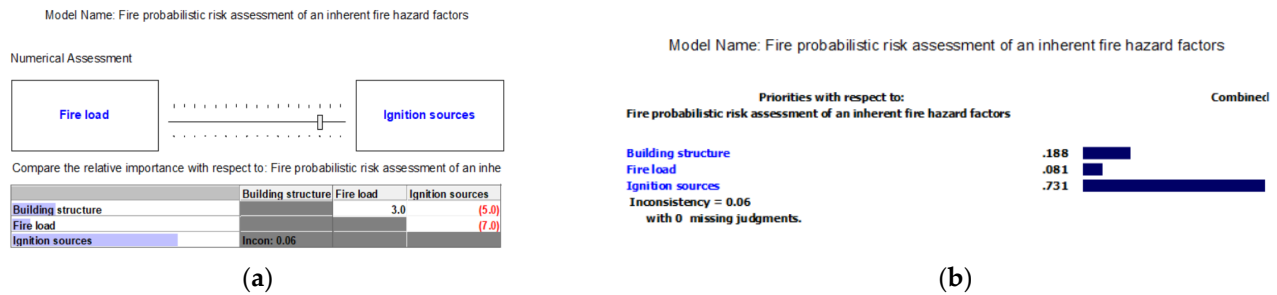 Model Name: Fire probabilistic risk assessment of an inherent fire hazard factors
Numerical Assessment
Fire load
Ignition sources
Compare the relative importance with respect to: Fire probabilistic risk assessment of an inhe
Building structure Fire load Ignition sources
Building structure 3.0 (5.0)
Fire load (7.0)
Ignition sources Incon: 0.06
(a)
Model Name: Fire probabilistic risk assessment of an inherent fire hazard factors
Priorities with respect to: Combined
Fire probabilistic risk assessment of an inherent fire hazard factors
Building structure .188
Fire load .081
Ignition sources .731
Inconsistency = 0.06
with 0 missing judgments.
(b)